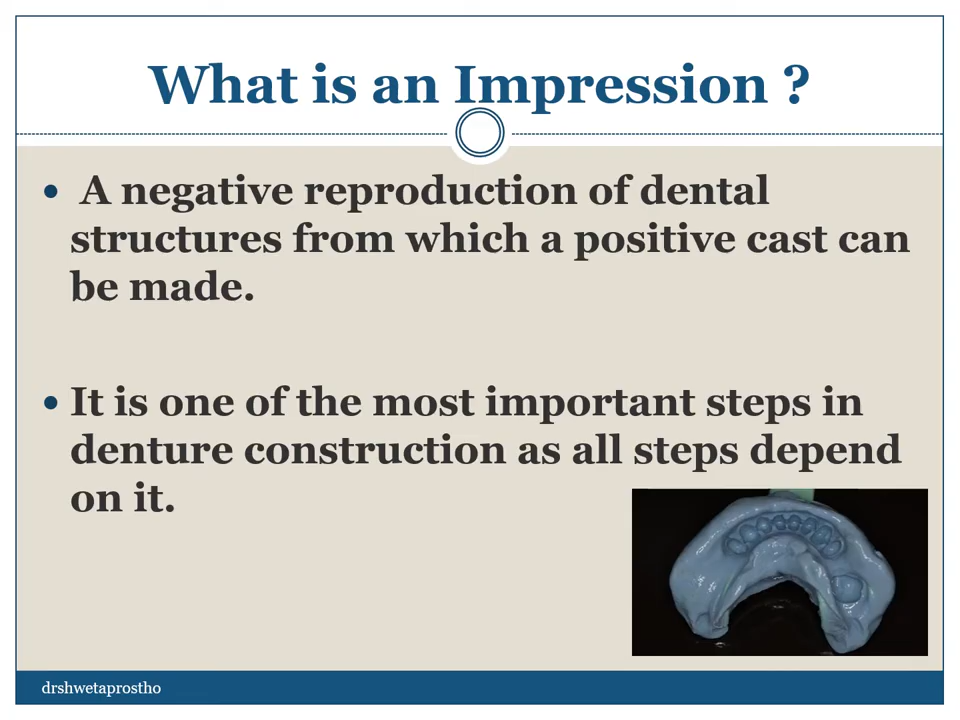 What is an Impression ?
• A negative reproduction of dental
structures from which a positive cast can
be made.
• It is one of the most important steps in
denture construction as all steps depend
on it.
drshwetaprostho